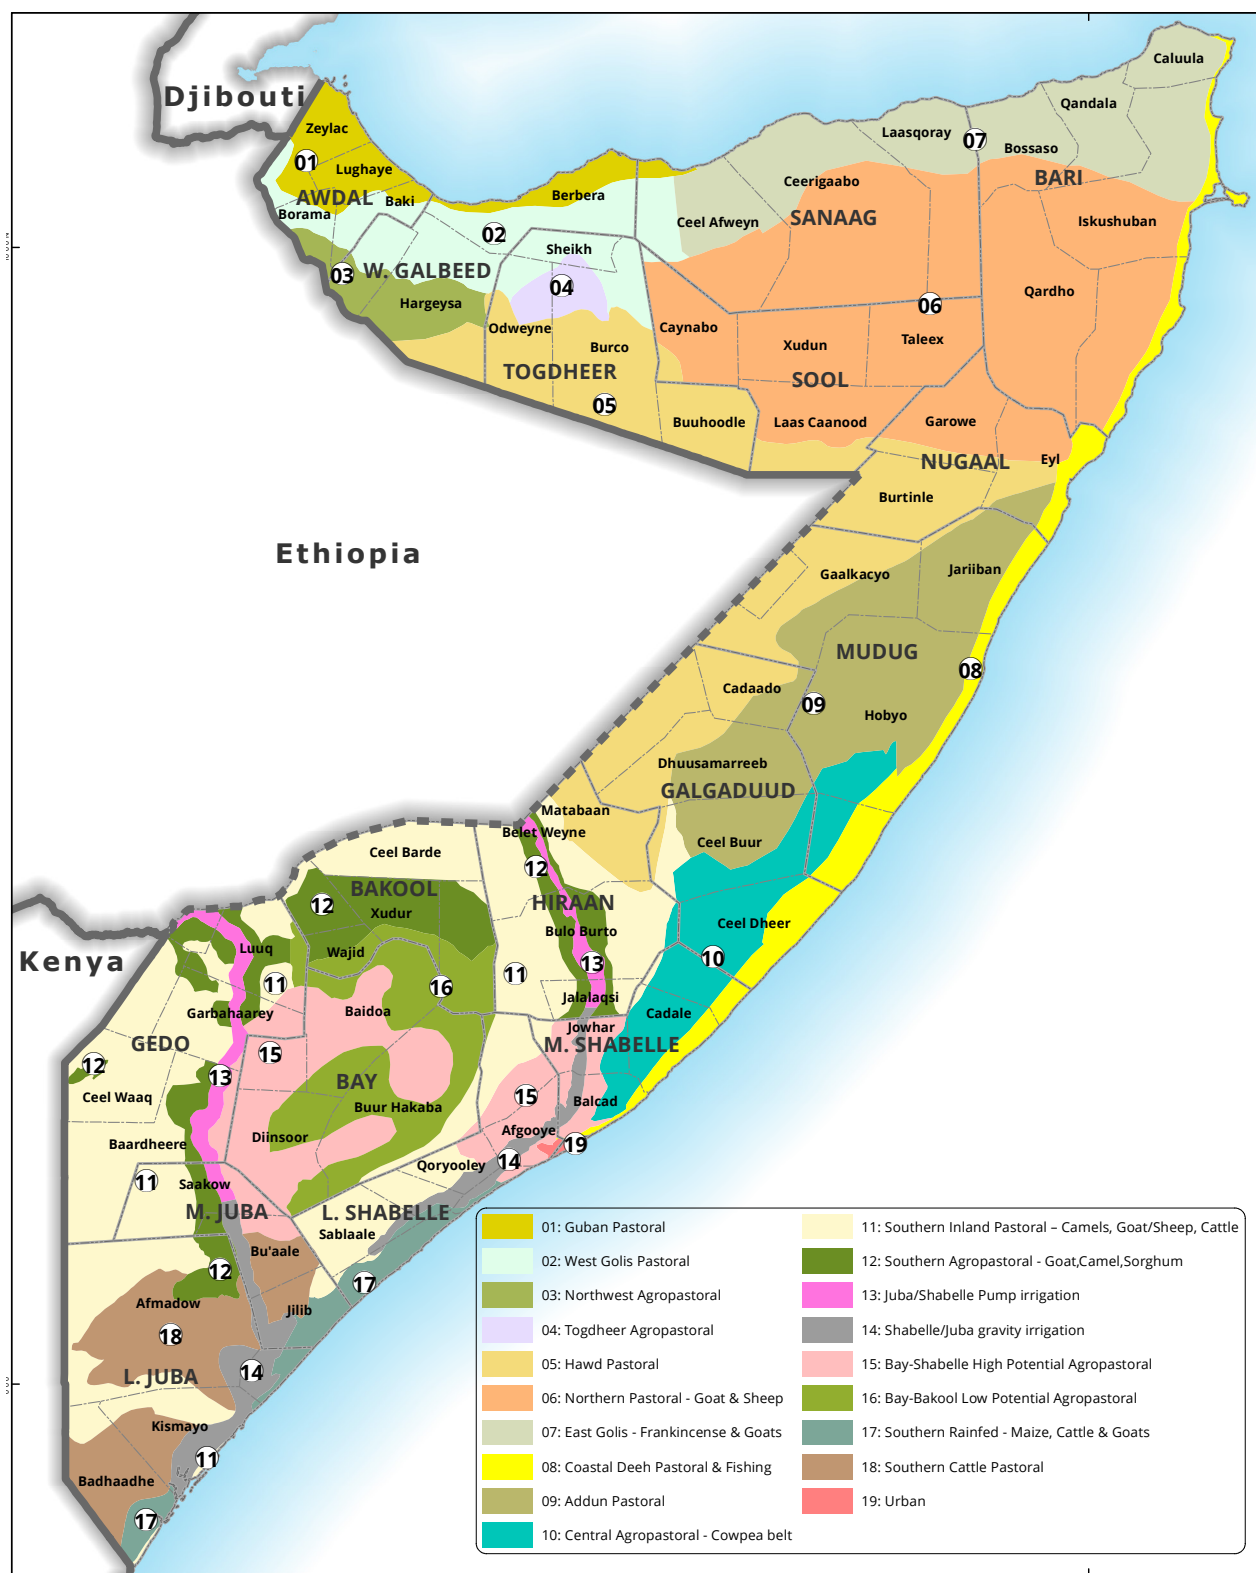 Djibouti
Caluula
Qandala
Zeylac
Laasqoray
07
Bossaso
01
Lughaye
BARI
Ceerigaabo
AWDAL
Baki
Berbera
Borama
Ceel Afweyn
SANAAG
Iskushuban
02
Sheikh
03
W. GALBEED
04
Qardho
Hargeysa
06
Odweyne
Caynabo
Burco
Xudun
Taleex
TOGDHEER
SOOL
05
Buuhoodle
Laas Caanood
Garowe
NUGAAL
Eyl
Burtinle
Ethiopia
Gaalkacyo
Jariiban
MUDUG
08
Cadaado
09
Hobyo
Dhuusamarreeb
GALGADUUD
Matabaan
Belet Weyne
Ceel Buur
Ceel Barde
12
BAKOOL
12
HIRAAN
Xudur
Ceel Dheer
Bulo Burto
Luuq
Wajid
Kenya
10
13
11
11
16
Jalalaqsi
Garbahaarey
Baidoa
Cadale
Jowhar
GEDO
M. SHABELLE
15
12
13
BAY
Ceel Waaq
15
Balcad
Buur Hakaba
Afgooye
Diinsoor
Baardheere
19
14
Qoryooley
11
Saakow
M. JUBA
L. SHABELLE
Sablaale
Bu'aale
12
17
Afmadow
Jilib
18
14
L. JUBA
Kismayo
11
Badhaadhe
17
01: Guban Pastoral
02: West Golis Pastoral
03: Northwest Agropastoral
04: Togdheer Agropastoral
05: Hawd Pastoral
06: Northern Pastoral - Goat & Sheep
07: East Golis - Frankincense & Goats
08: Coastal Deeh Pastoral & Fishing
09: Addun Pastoral
10: Central Agropastoral - Cowpea belt
11: Southern Inland Pastoral – Camels, Goat/Sheep, Cattle
12: Southern Agropastoral - Goat,Camel,Sorghum
13: Juba/Shabelle Pump irrigation
14: Shabelle/Juba gravity irrigation
15: Bay-Shabelle High Potential Agropastoral
16: Bay-Bakool Low Potential Agropastoral
17: Southern Rainfed - Maize, Cattle & Goats
18: Southern Cattle Pastoral
19: Urban